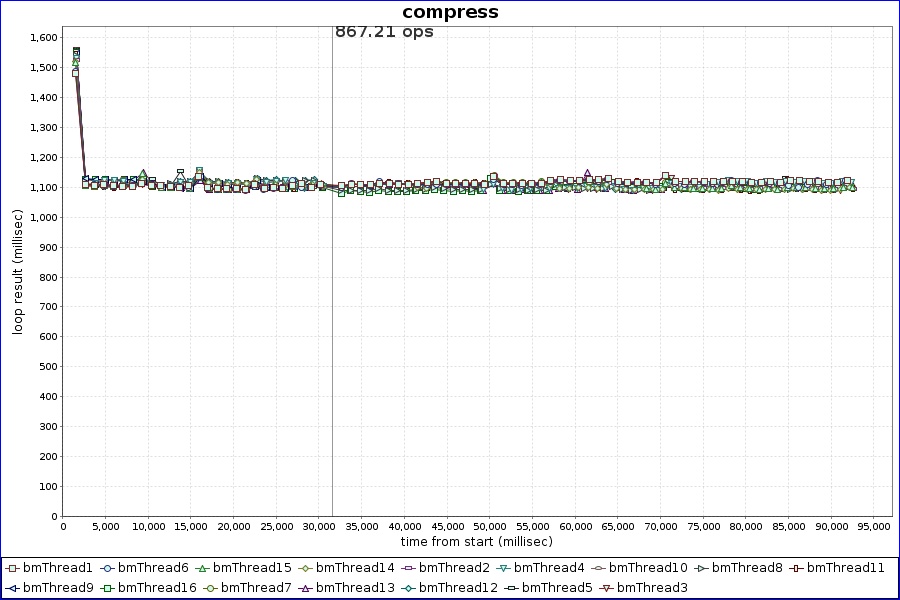 compress
867.21 ops
1,600
1,500
1,400
1,300
1,200
1,100
1,000
900
800
700
600
500
400
300
200
100
0
loop result (millisec)
0 5,000 10,000 15,000 20,000 25,000 30,000 35,000 40,000 45,000 50,000 55,000 60,000 65,000 70,000 75,000 80,000 85,000 90,000 95,000
time from start (millisec)
bmThread1 bmThread6 bmThread15 bmThread14 bmThread2 bmThread4 bmThread10 bmThread8 bmThread11
bmThread9 bmThread16 bmThread7 bmThread13 bmThread12 bmThread5 bmThread3